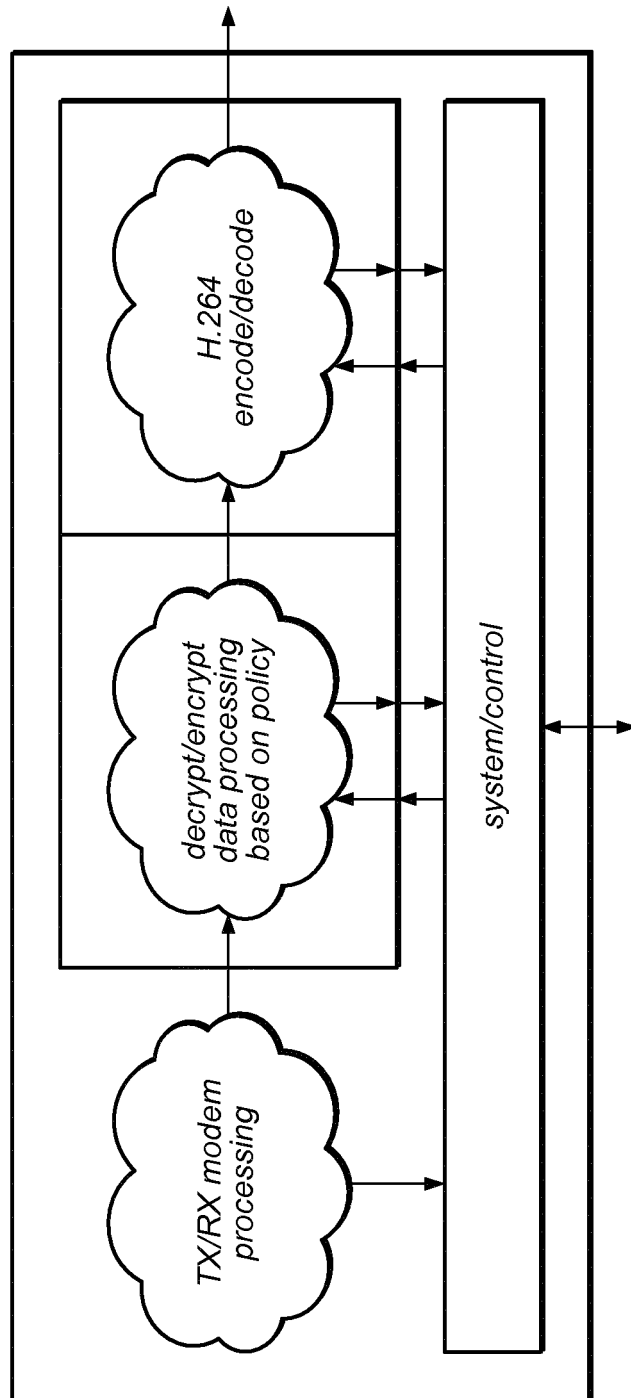 TX/RX modem
processing
decrypt/encrypt
data processing
based on policy
H.264
encode/decode
system/control